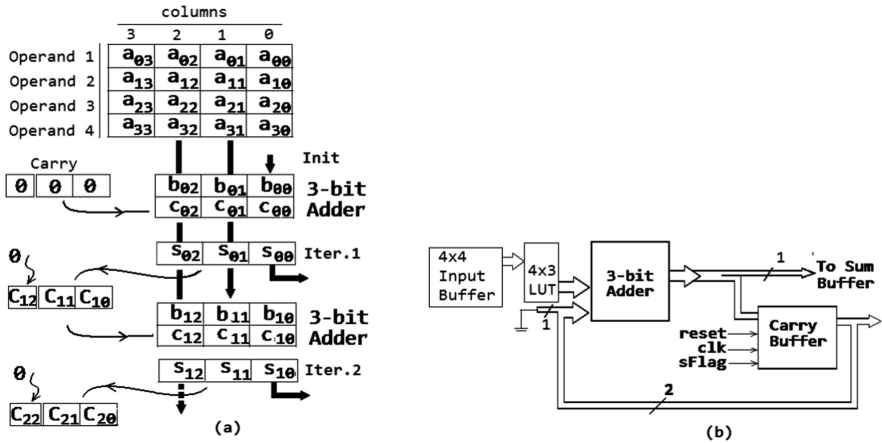 columns
3 2 1 0
Operand 1 a03 a02 a01 a00
Operand 2 a13 a12 a11 a10
Operand 3 a23 a22 a21 a20
Operand 4 a33 a32 a31 a30
Init
Carry
0 0 0
b02 b01 b00
c02 c01 c00
3-bit
Adder
s02 s01 s00 Iter.1
0
C12 C11 C10
b12 b11 b10
c12 c11 c10
3-bit
Adder
s12 s11 s10 Iter.2
0
C22 C21 C20
(a)
4x4
Input
Buffer
4x3
LUT
1
3-bit
Adder
1
To Sum
Buffer
Carry
Buffer
reset
clk
sFlag
2
(b)